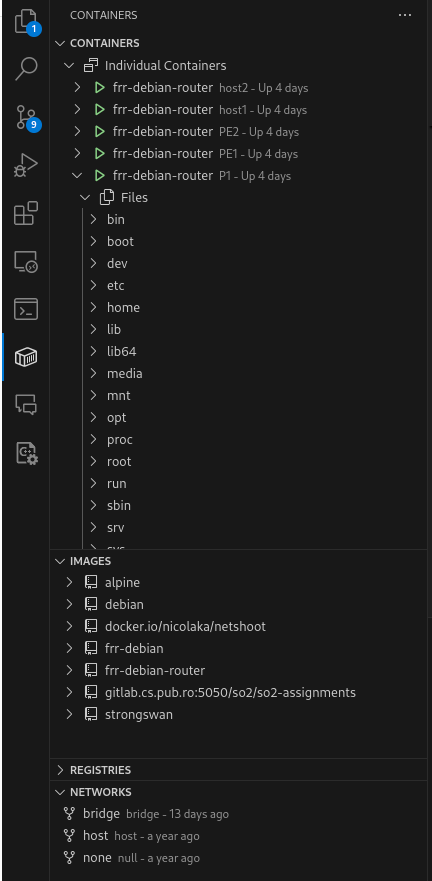 CONTAINERS
CONTAINERS
Individual Containers
frr-debian-router host2 - Up 4 days
frr-debian-router host1 - Up 4 days
frr-debian-router PE2 - Up 4 days
frr-debian-router PE1 - Up 4 days
frr-debian-router P1 - Up 4 days
Files
bin
boot
dev
etc
home
lib
lib64
media
mnt
opt
proc
root
run
sbin
srv
sys
IMAGES
alpine
debian
docker.io/nicolaka/netshoot
frr-debian
frr-debian-router
gitlab.cs.pub.ro:5050/so2/so2-assignments
strongswan
REGISTRIES
NETWORKS
bridge bridge - 13 days ago
host host - a year ago
none null - a year ago
1
9